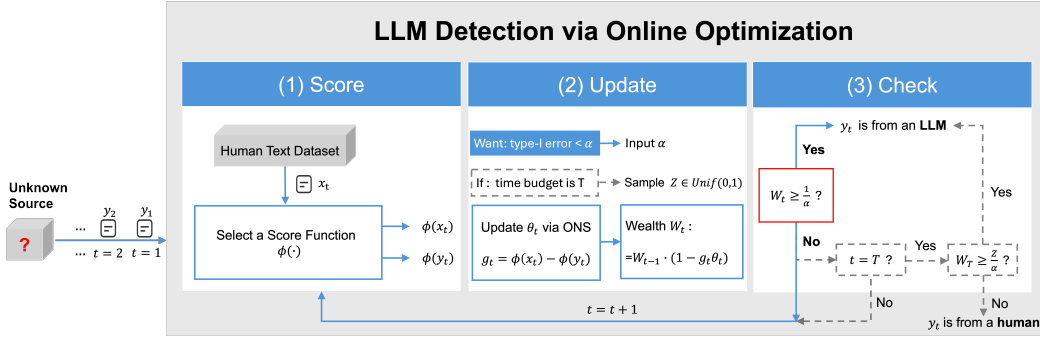 LLM Detection via Online Optimization
Unknown
Source
?
... y₂ y₁
... t = 2 t = 1
(1) Score
Human Text Dataset
xₜ
Select a Score Function
ϕ(·)
ϕ(xₜ)
ϕ(yₜ)
(2) Update
Want: type-I error < α
Input α
If : time budget is T
Sample Z ∈ Unif(0,1)
Update θₜ via ONS
gₜ = ϕ(xₜ) − ϕ(yₜ)
Wealth Wₜ :
=Wₜ₋₁ · (1 − gₜθₜ)
(3) Check
yₜ is from an LLM
Yes
Wₜ ≥ 1/α ?
No
t = T ?
Yes
W_T ≥ Z/α ?
Yes
No
No
yₜ is from a human
t = t + 1